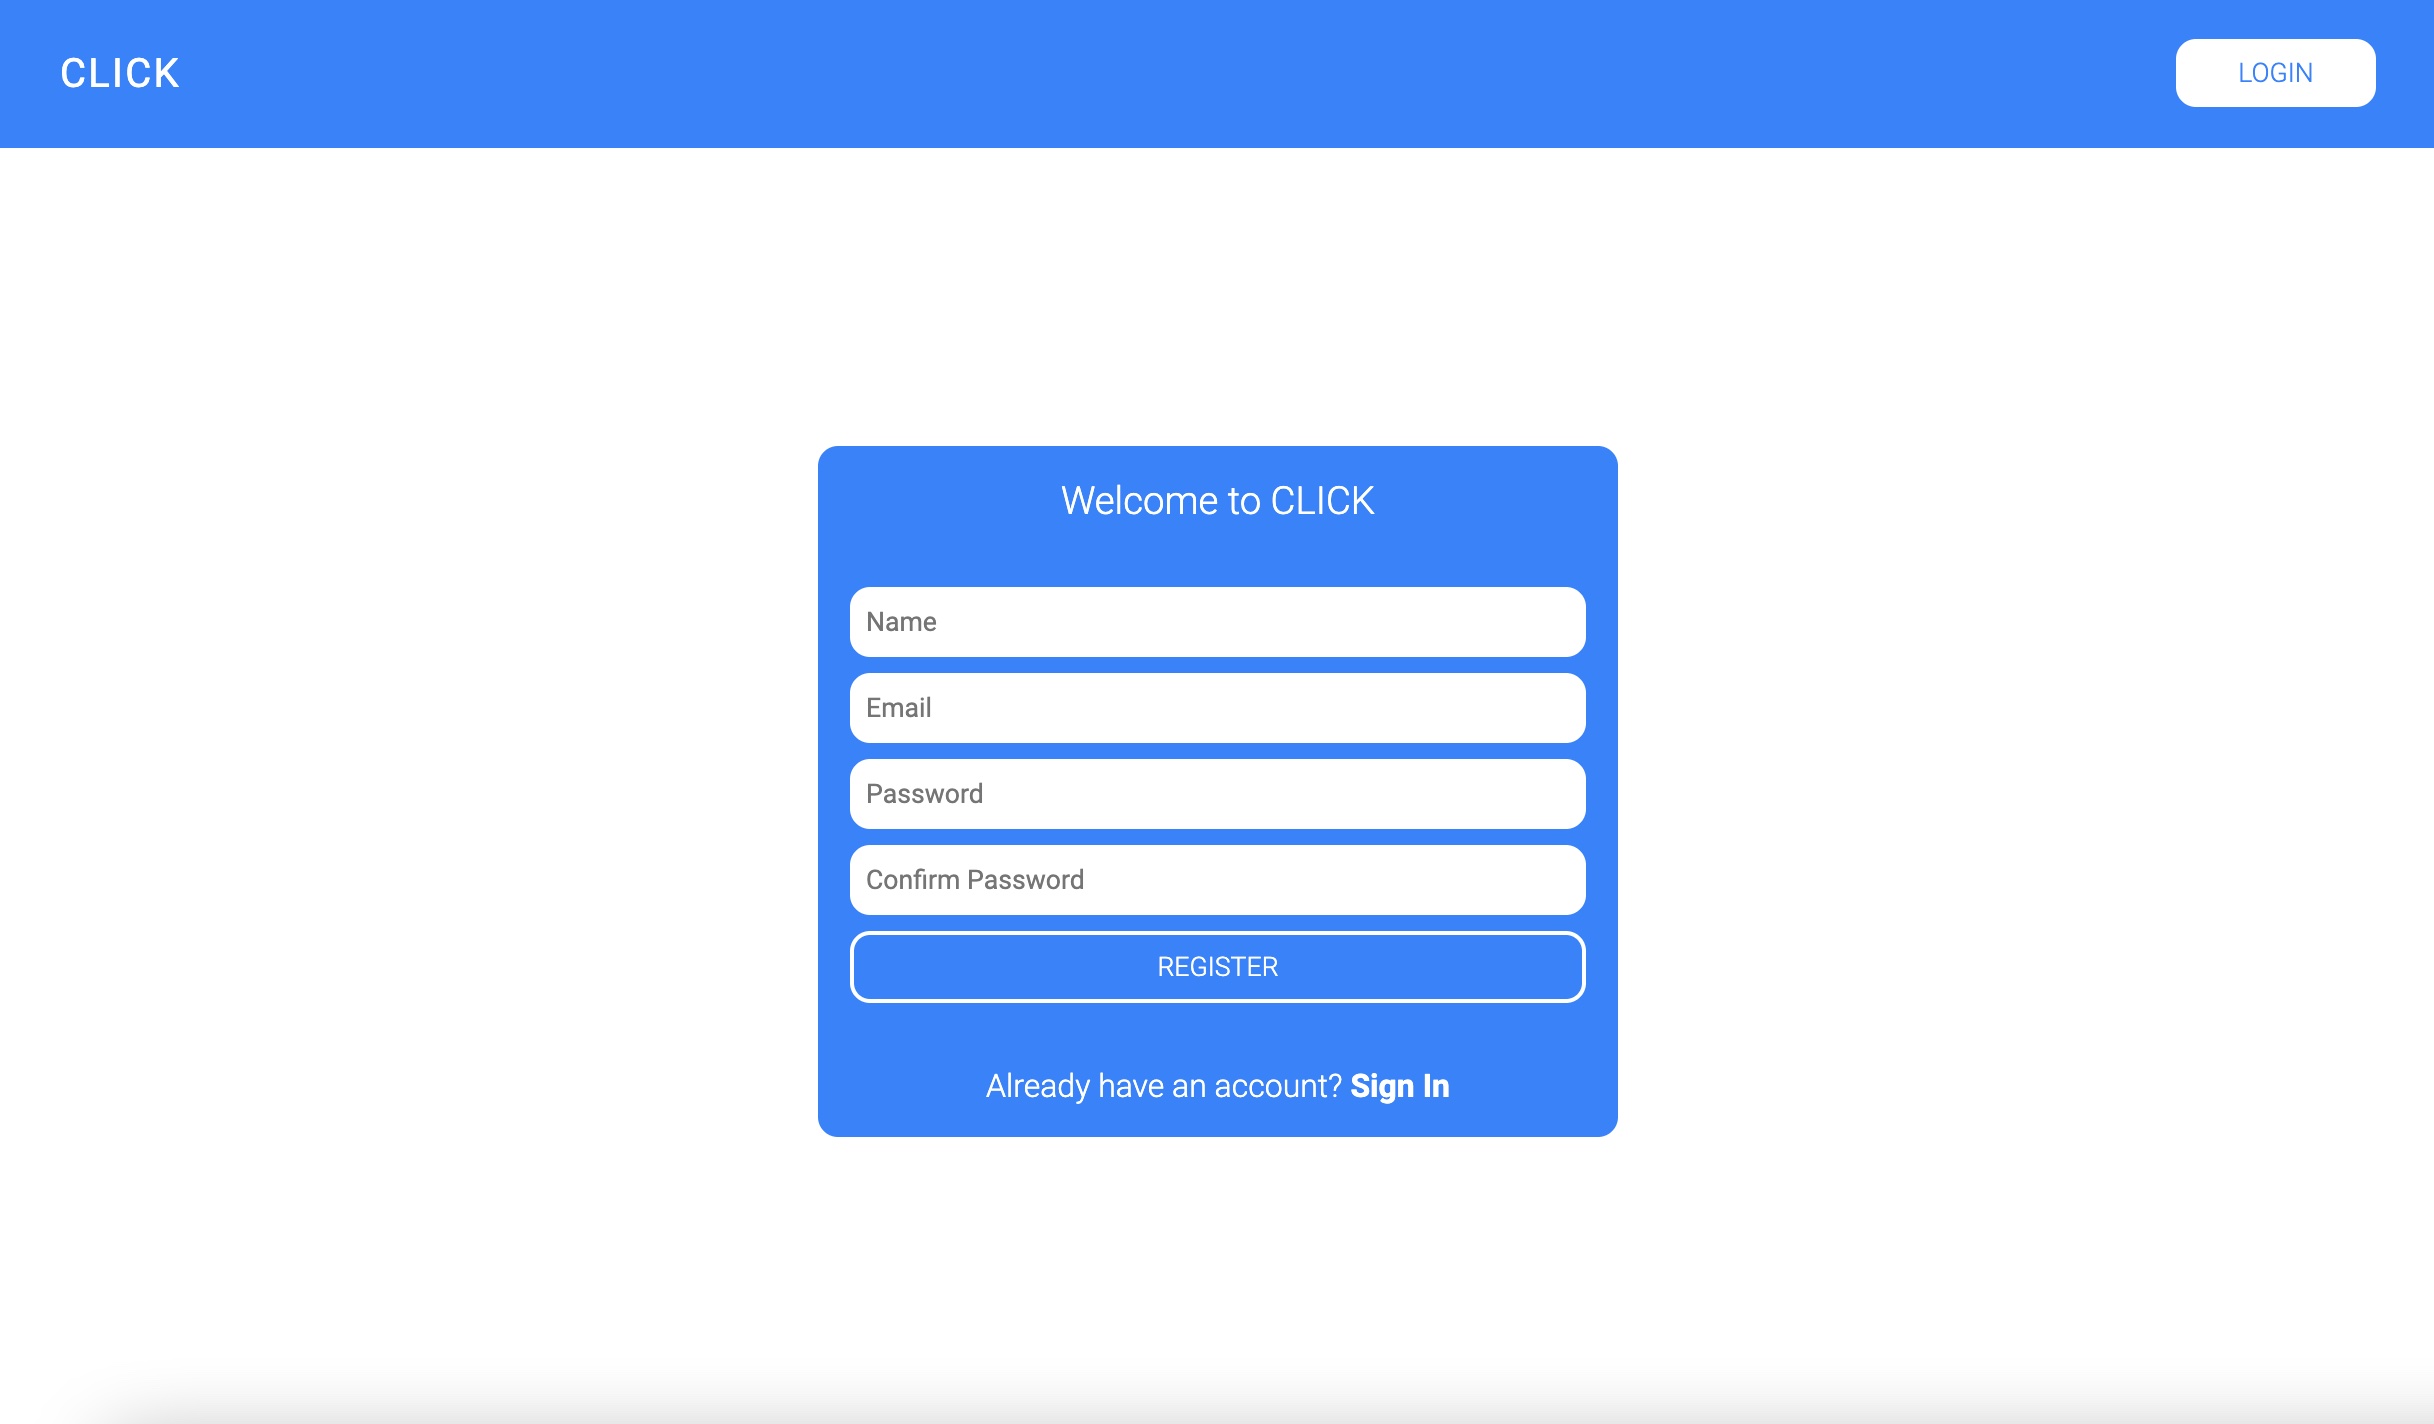 CLICK
LOGIN
Welcome to CLICK
Name
Email
Password
Confirm Password
REGISTER
Already have an account? Sign In